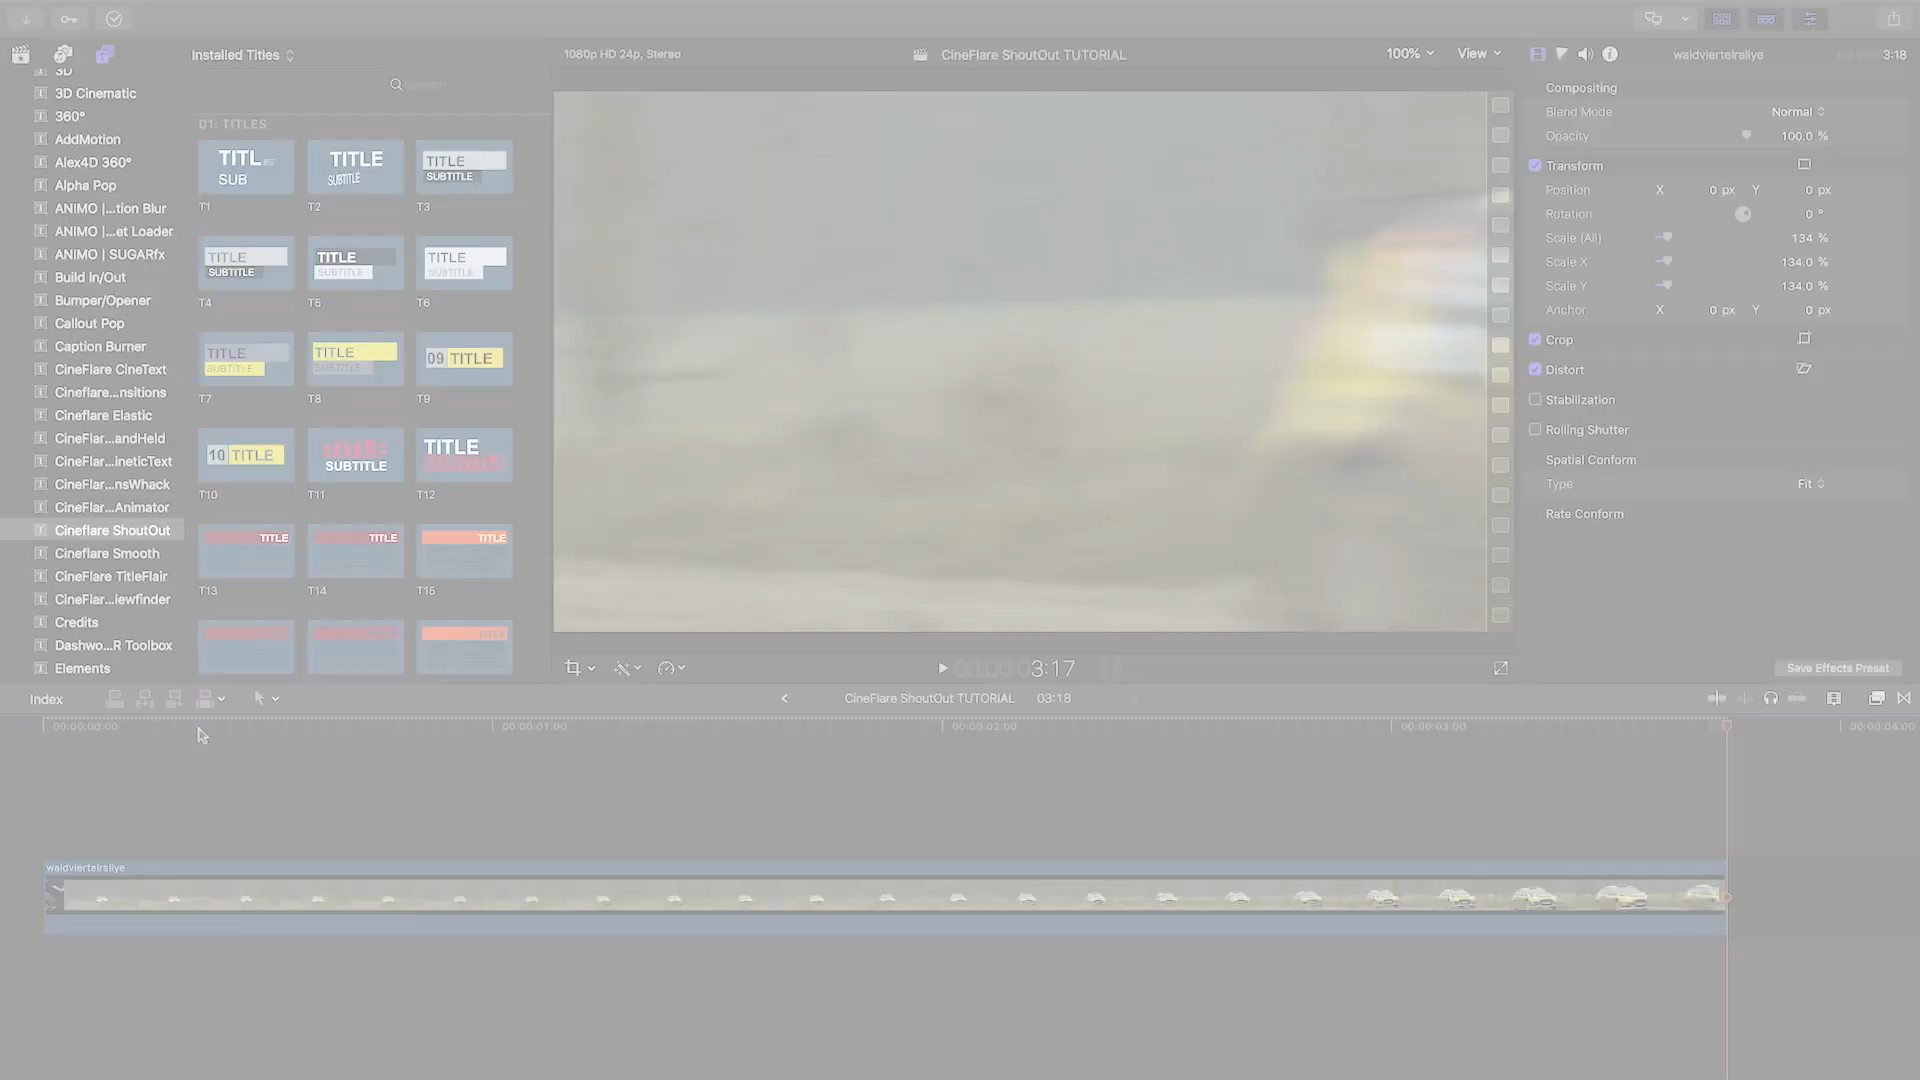 Installed Titles
1080p HD 24p, Stereo
CineFlare ShoutOut TUTORIAL
100%
View
waldviertelrallye
3:18
3D
3D Cinematic
360°
AddMotion
Alex4D 360°
Alpha Pop
ANIMO |...tion Blur
ANIMO |...et Loader
ANIMO | SUGARfx
Build In/Out
Bumper/Opener
Callout Pop
Caption Burner
CineFlare CineText
Cineflare...nsitions
Cineflare Elastic
CineFlar...andHeld
CineFlar...ineticText
CineFlar...nsWhack
CineFlar...Animator
Cineflare ShoutOut
Cineflare Smooth
CineFlare TitleFlair
CineFlar...iewfinder
Credits
Dashwo...R Toolbox
Elements
Search
01: TITLES
TITL
SUB
TITLE
SUBTITLE
TITLE
SUBTITLE
T1
T2
T3
TITLE
SUBTITLE
TITLE
SUBTITLE
TITLE
SUBTITLE
T4
T5
T6
TITLE
SUBTITLE
TITLE
SUBTITLE
09 TITLE
T7
T8
T9
10 TITLE
TITLE
SUBTITLE
TITLE
SUBTITLE
T10
T11
T12
TITLE
TITLE
TITLE
T13
T14
T15
TITLE
Compositing
Blend Mode
Normal
Opacity
100.0 %
Transform
Position X 0 px Y 0 px
Rotation
0 °
Scale (All)
134 %
Scale X
134.0 %
Scale Y
134.0 %
Anchor X 0 px Y 0 px
Crop
Distort
Stabilization
Rolling Shutter
Spatial Conform
Type
Fit
Rate Conform
Save Effects Preset
00:00:03:17
Index
CineFlare ShoutOut TUTORIAL
03:18
00:00:00:00
00:00:01:00
00:00:02:00
00:00:03:00
00:00:04:00
waldviertelrallye